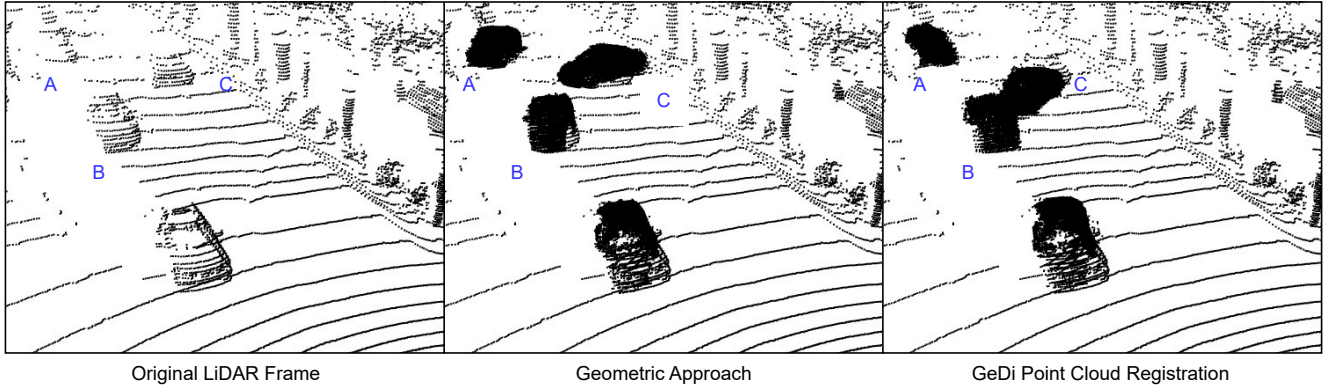 A
C
B
A
C
B
A
C
B
Original LiDAR Frame
Geometric Approach
GeDi Point Cloud Registration